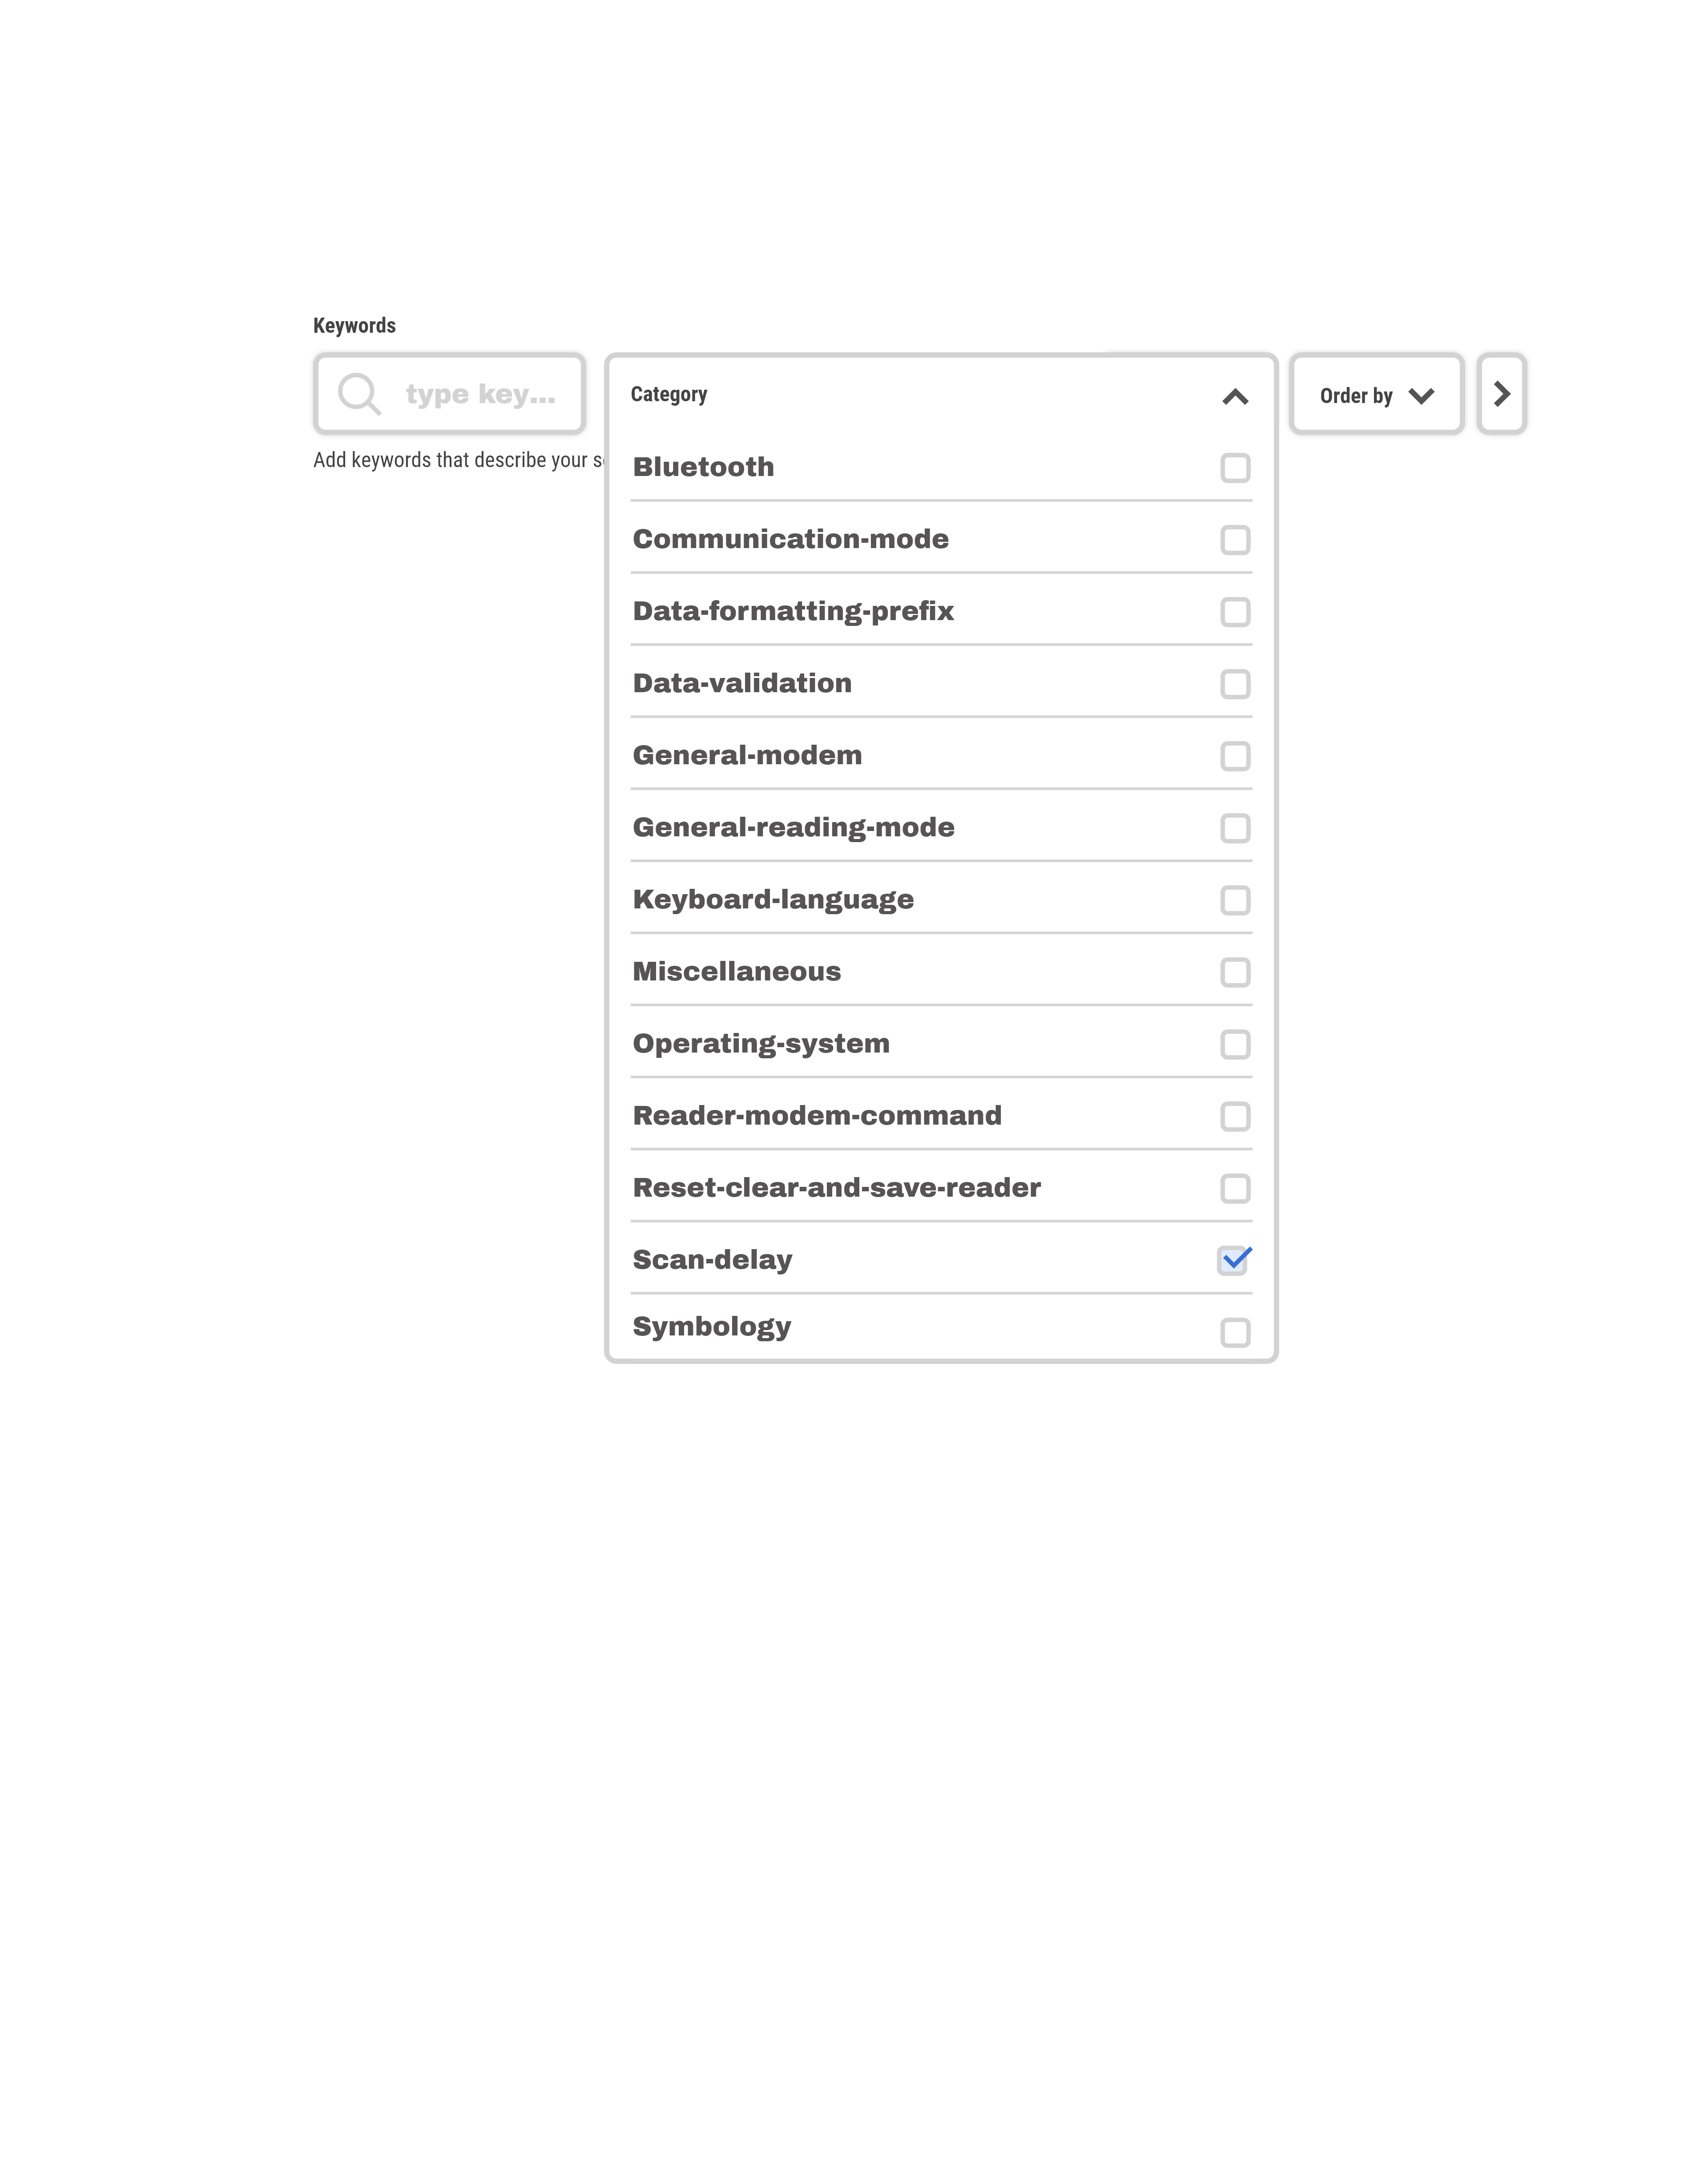 Keywords
type key...
Category
Order by
Add keywords that describe your
Bluetooth
Communication-mode
Data-formatting-prefix
Data-validation
General-modem
General-reading-mode
Keyboard-language
Miscellaneous
Operating-system
Reader-modem-command
Reset-clear-and-save-reader
Scan-delay
Symbology